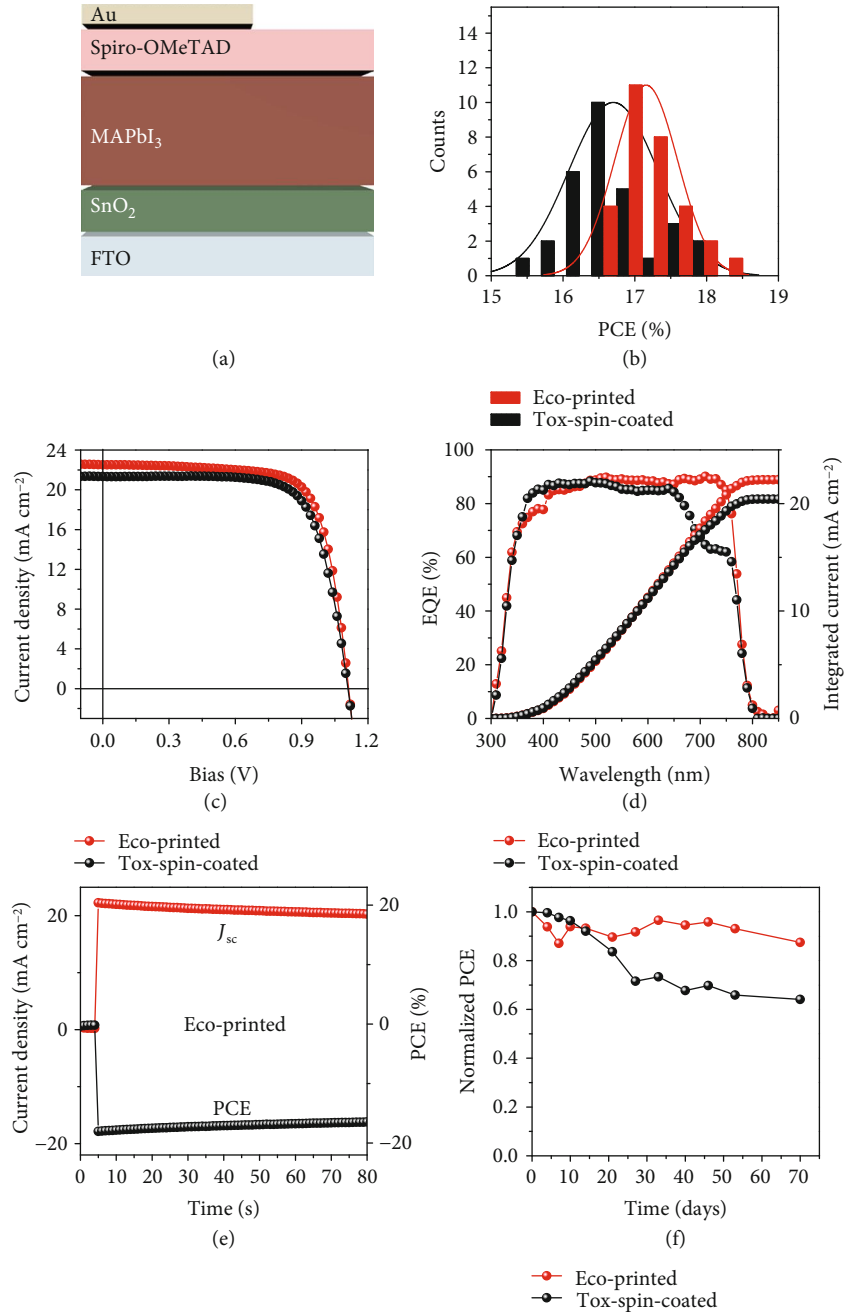 Au
Spiro-OMeTAD
MAPbI₃
SnO₂
FTO
(a)
14
12
10
8
6
4
2
0
Counts
15 16 17 18 19
PCE (%)
(b)
Eco-printed
Tox-spin-coated
24
20
16
12
8
4
0
Current density (mA cm⁻²)
0.0 0.3 0.6 0.9 1.2
Bias (V)
(c)
100
80
60
40
20
0
EQE (%)
20
10
0
Integrated current (mA cm⁻²)
300 400 500 600 700 800
Wavelength (nm)
(d)
Eco-printed
Tox-spin-coated
20
0
−20
Current density (mA cm⁻²)
J_sc
Eco-printed
PCE
20
0
−20
PCE (%)
0 10 20 30 40 50 60 70 80
Time (s)
(e)
Eco-printed
Tox-spin-coated
1.0
0.8
0.6
0.4
0.2
0.0
Normalized PCE
0 10 20 30 40 50 60 70
Time (days)
(f)
Eco-printed
Tox-spin-coated